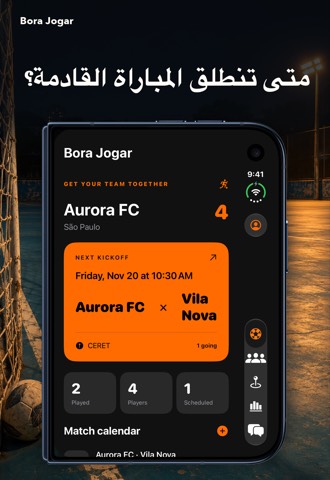 Bora Jogar
متى تنطلق المباراة القادمة؟
Bora Jogar
9:41
GET YOUR TEAM TOGETHER
Aurora FC
4
São Paulo
NEXT KICKOFF
Friday, Nov 20 at 10:30 AM
Aurora FC × Vila Nova
CERET
1 going
2
Played
4
Players
1
Scheduled
Match calendar
Aurora FC · Vila Nova